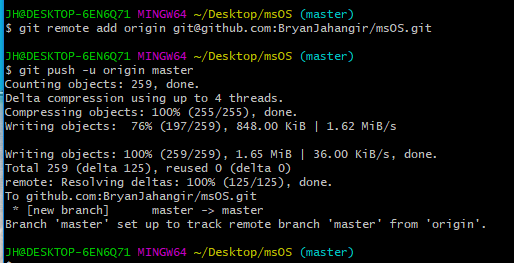 JH@DESKTOP-6EN6Q71 MINGW64 ~/Desktop/msOS (master)
$ git remote add origin git@github.com:BryanJahangir/msOS.git

JH@DESKTOP-6EN6Q71 MINGW64 ~/Desktop/msOS (master)
$ git push -u origin master
Counting objects: 259, done.
Delta compression using up to 4 threads.
Compressing objects: 100% (255/255), done.
Writing objects:  76% (197/259), 848.00 KiB | 1.62 MiB/s

Writing objects: 100% (259/259), 1.65 MiB | 36.00 KiB/s, done.
Total 259 (delta 125), reused 0 (delta 0)
remote: Resolving deltas: 100% (125/125), done.
To github.com:BryanJahangir/msOS.git
 * [new branch]      master -> master
Branch 'master' set up to track remote branch 'master' from 'origin'.

JH@DESKTOP-6EN6Q71 MINGW64 ~/Desktop/msOS (master)